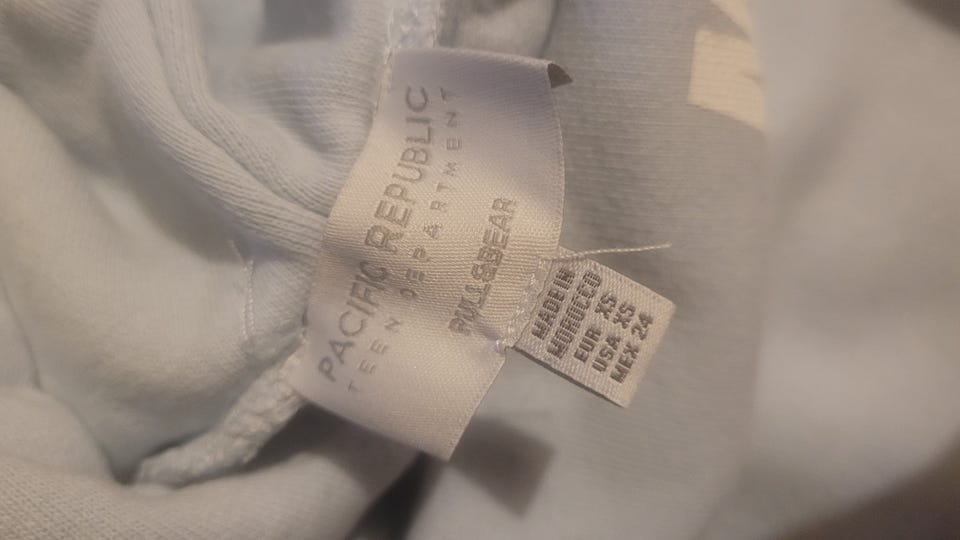 PACIFIC REPUBLIC
TEEN DEPARTMENT
PULL&BEAR
MADE IN
MOROCCO
EUR XS
USA XS
MEX 24